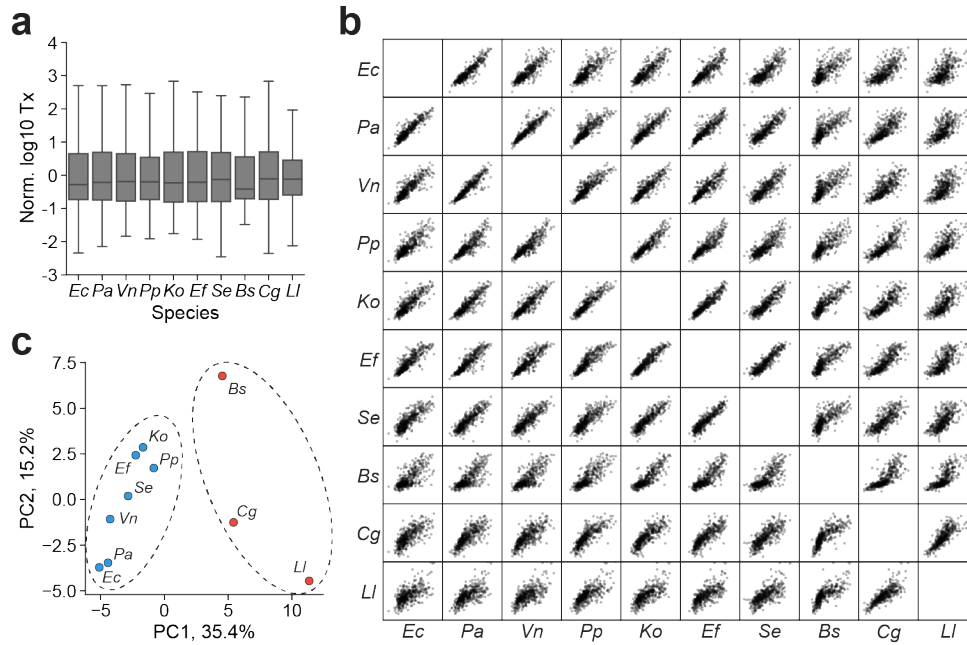 a
4
3
2
1
0
-1
-2
-3
Norm. log10 Tx
Ec Pa Vn Pp Ko Ef Se Bs Cg Ll
Species
b
Ec
Pa
Vn
Pp
Ko
Ef
Se
Bs
Cg
Ll
Ec Pa Vn Pp Ko Ef Se Bs Cg Ll
c
7.5
5.0
2.5
0.0
−2.5
−5.0
PC2, 15.2%
Bs
Ko
Ef
Pp
Se
Vn
Cg
Pa
Ec
Ll
−5 0 5 10
PC1, 35.4%